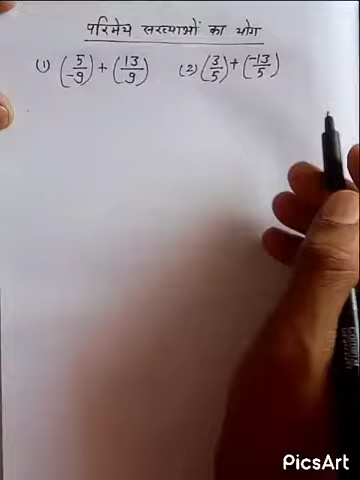 परिमेय संख्याओं का योग
(1) (5/-9) + (13/9) (2) (3/5) + (-13/5)
PicsArt